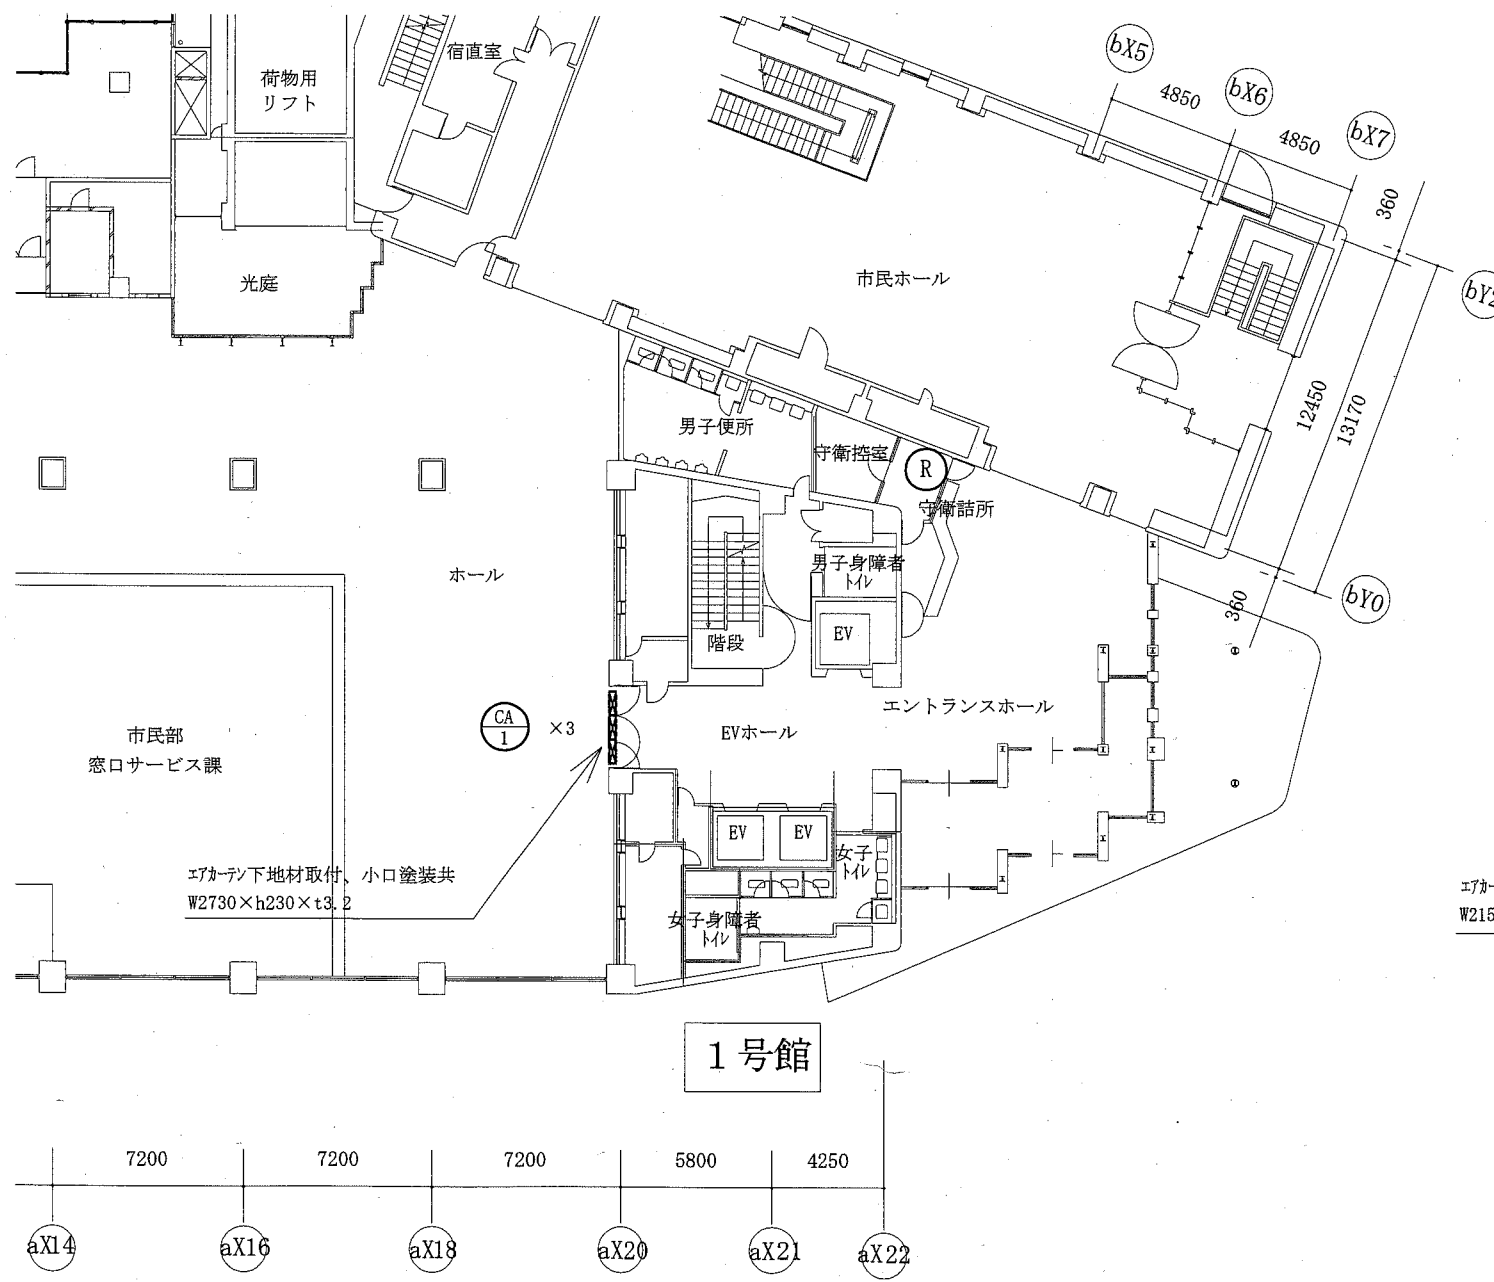 宿直室
荷物用
リフト
bX5
bX6
bX7
4850
4850
360
光庭
市民ホール
12450
13170
男子便所
守衛控室
R
守衛詰所
ホール
男子身障者
トイレ
bY0
360
EV
階段
エントランスホール
CA
1
×3
EVホール
市民部
窓口サービス課
EV
EV
女子
トイレ
エアカーテン下地材取付、小口塗装共
W2730×h230×t3.2
エアカー
W215
女子身障者
トイレ
1号館
7200
7200
7200
5800
4250
aX14
aX16
aX18
aX20
aX21
aX22